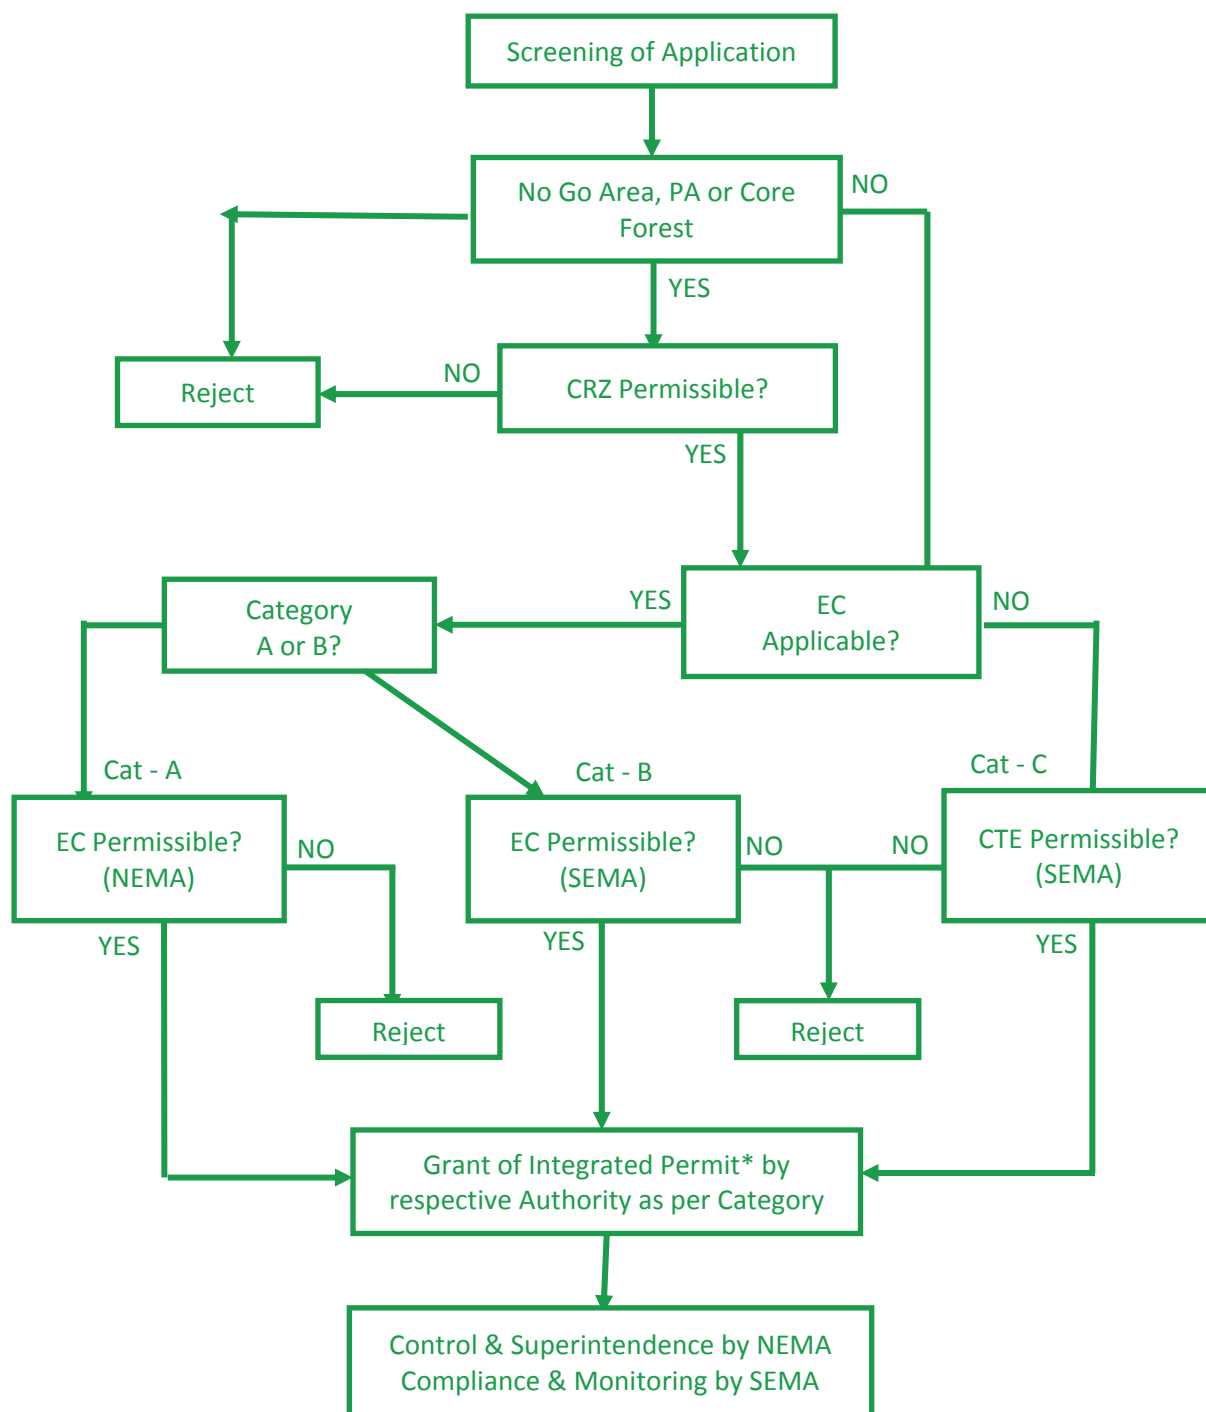 Screening of Application
No Go Area, PA or Core
Forest
NO
YES
Reject
NO
CRZ Permissible?
YES
Category
A or B?
YES
EC
Applicable?
NO
Cat - A
Cat - B
Cat - C
EC Permissible?
(NEMA)
NO
EC Permissible?
(SEMA)
NO
NO
CTE Permissible?
(SEMA)
YES
YES
YES
Reject
Reject
Grant of Integrated Permit* by
respective Authority as per Category
Control & Superintendence by NEMA
Compliance & Monitoring by SEMA